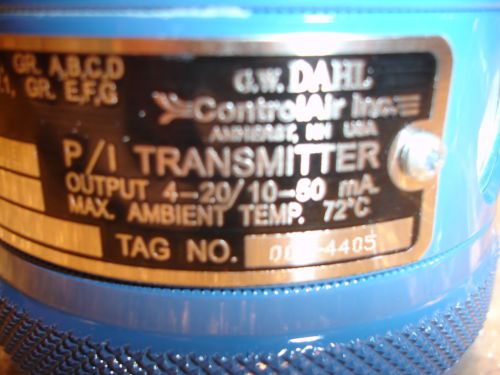 GR. A,B,C,D
GR. E,F,G
G.W. DAHL
ControlAir Inc.
AMHERST, NH USA
P/I TRANSMITTER
OUTPUT 4-20/10-50 mA.
MAX. AMBIENT TEMP. 72°C
TAG NO.